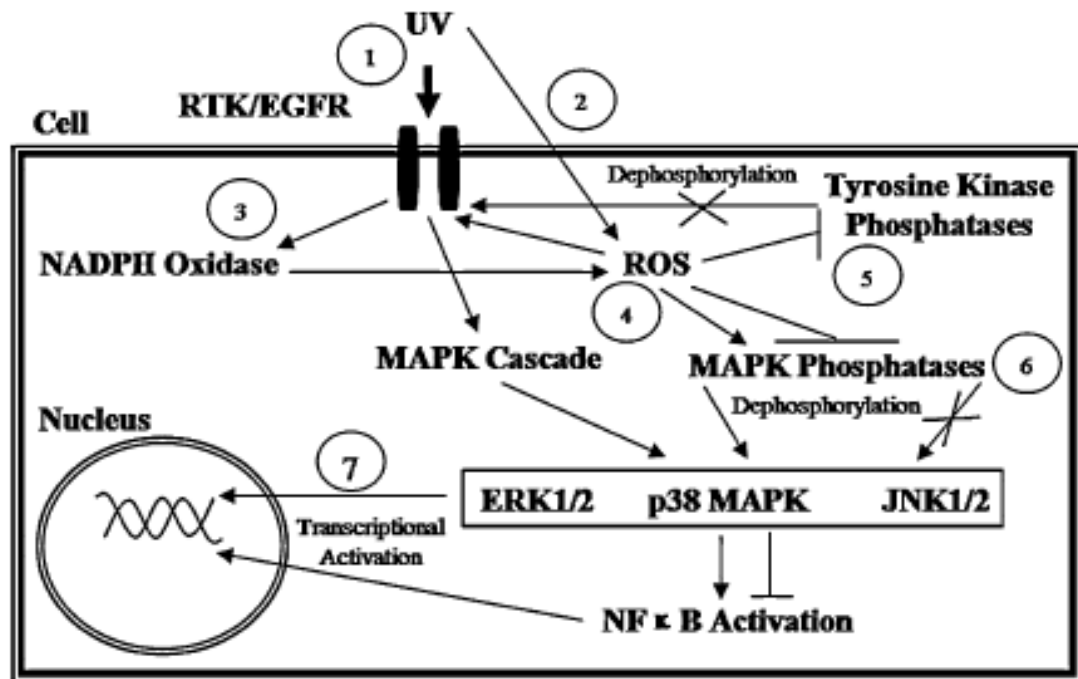 UV
1
2
RTK/EGFR
Cell
Dephosphorylation
Tyrosine Kinase
Phosphatases
3
NADPH Oxidase
ROS
5
4
MAPK Cascade
MAPK Phosphatases
6
Dephosphorylation
Nucleus
7
ERK1/2 p38 MAPK JNK1/2
Transcriptional
Activation
NF κ B Activation